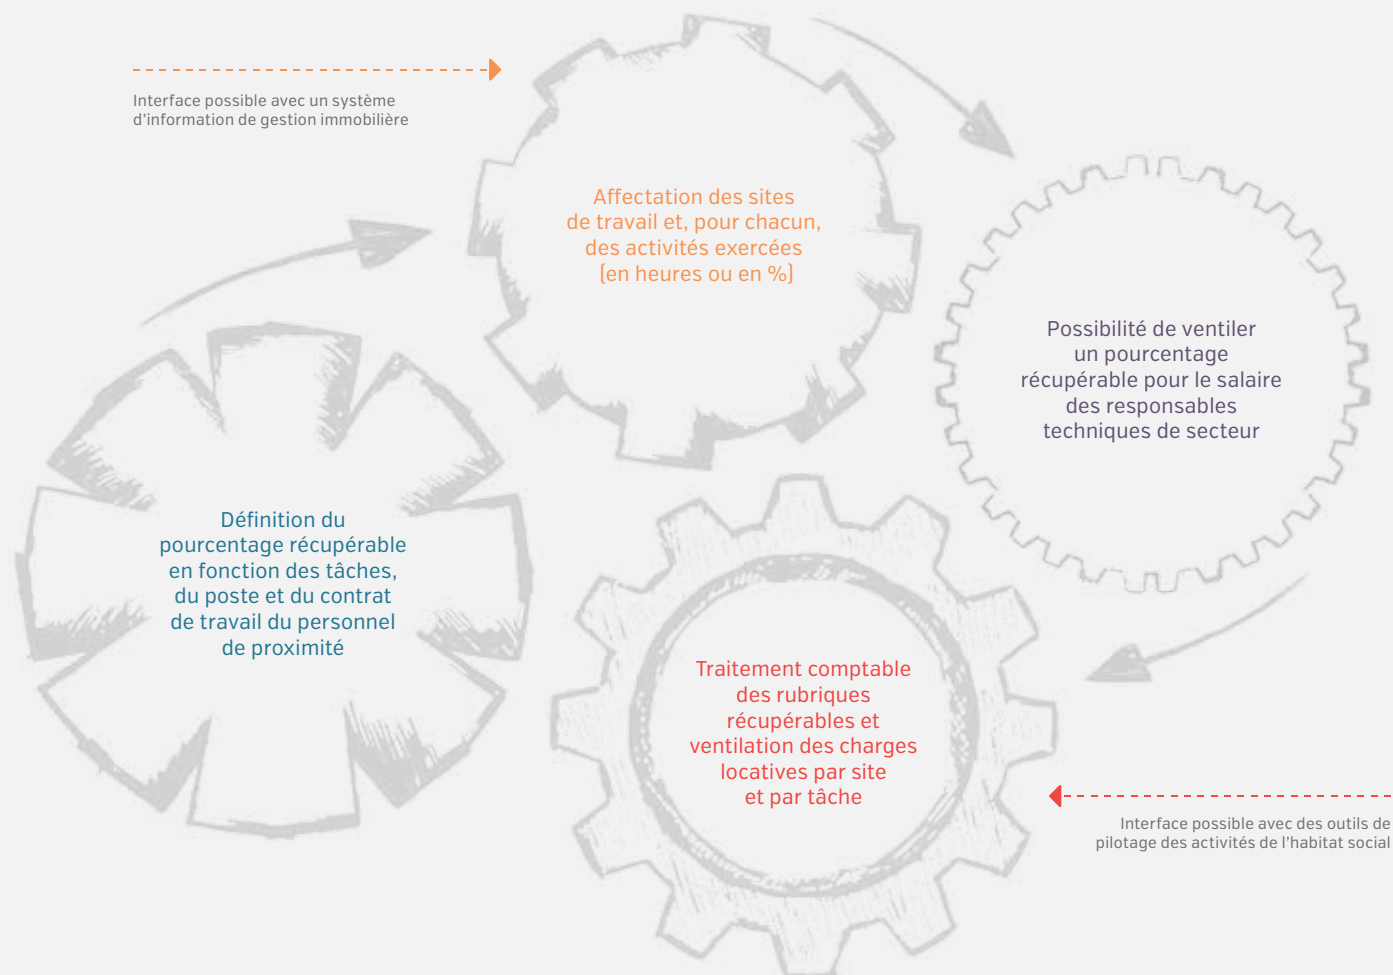 Interface possible avec un système
d'information de gestion immobilière
Affectation des sites
de travail et, pour chacun,
des activités exercées
(en heures ou en %)
Possibilité de ventiler
un pourcentage
récupérable pour le salaire
des responsables
techniques de secteur
Définition du
pourcentage récupérable
en fonction des tâches,
du poste et du contrat
de travail du personnel
de proximité
Traitement comptable
des rubriques
récupérables et
ventilation des charges
locatives par site
et par tâche
Interface possible avec des outils de
pilotage des activités de l'habitat social